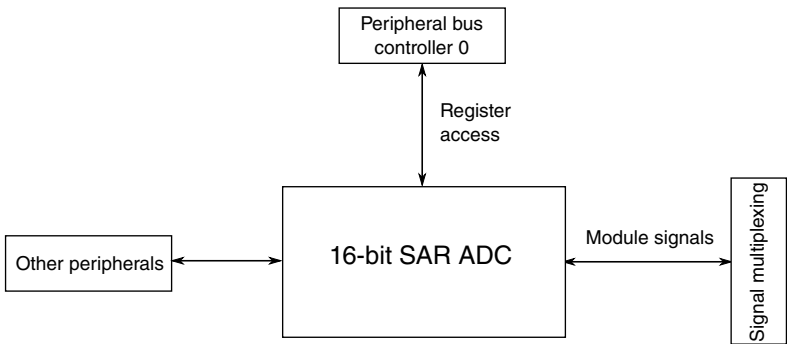 Peripheral bus
controller 0
Register
access
16-bit SAR ADC
Module signals
Other peripherals
Signal multiplexing